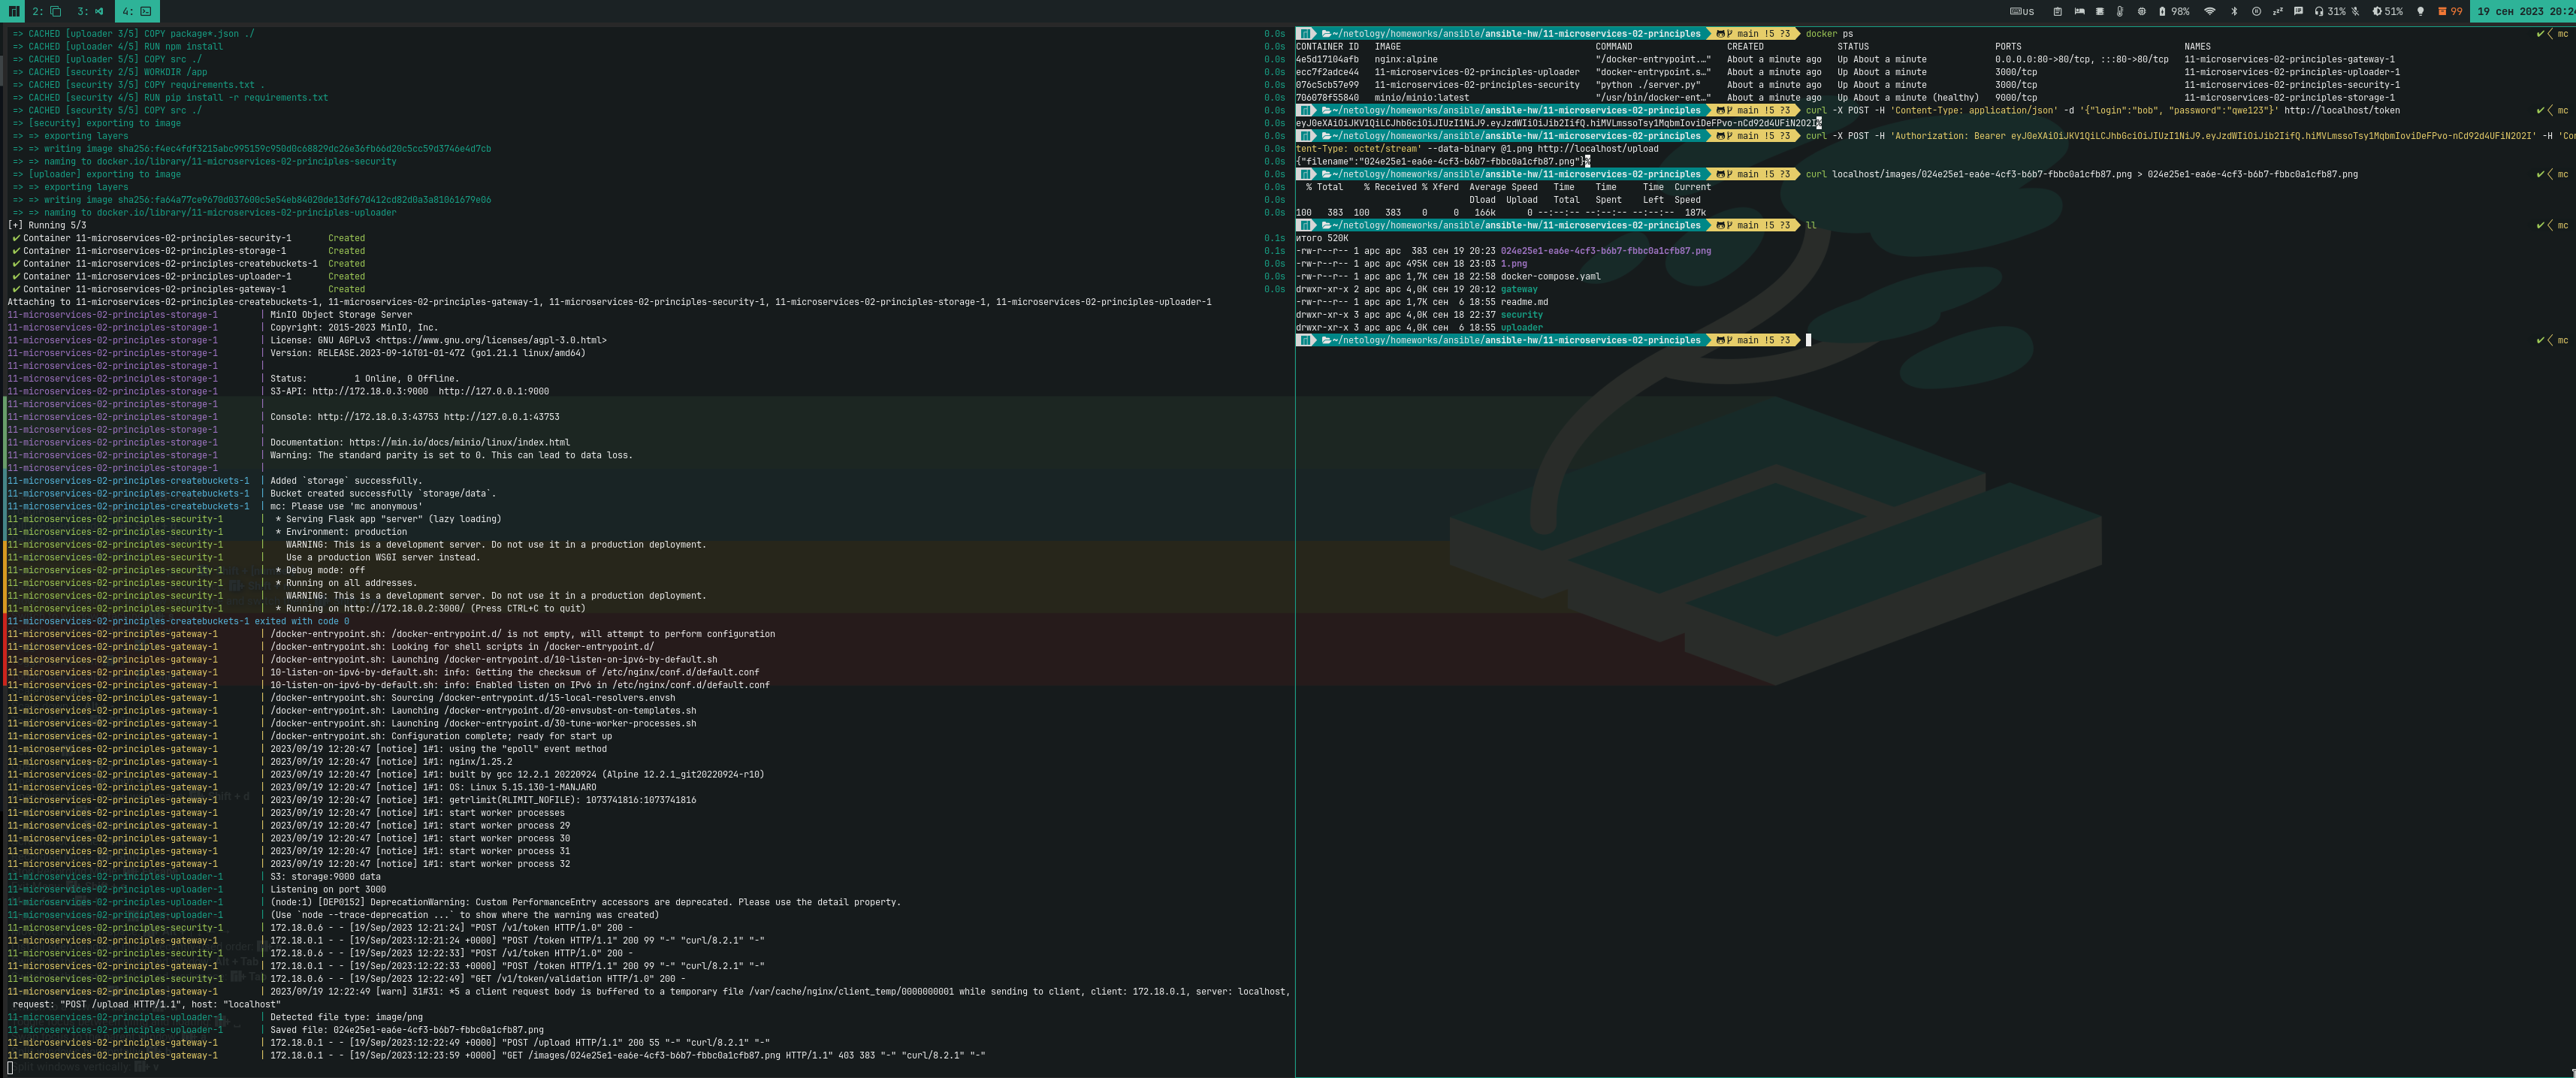 2: 3: 4: us 98% 31% 51% 99 19 сен 2023 20:2
=> CACHED [uploader 3/5] COPY package*.json ./ 0.0s
=> CACHED [uploader 4/5] RUN npm install 0.0s
=> CACHED [uploader 5/5] COPY src ./ 0.0s
=> CACHED [security 2/5] WORKDIR /app 0.0s
=> CACHED [security 3/5] COPY requirements.txt . 0.0s
=> CACHED [security 4/5] RUN pip install -r requirements.txt 0.0s
=> CACHED [security 5/5] COPY src ./ 0.0s
=> [security] exporting to image 0.0s
=> => exporting layers 0.0s
=> => writing image sha256:f4ec4fdf3215abc995159c950d0c68829dc26e36fb66d20c5cc59d3746e4d7cb 0.0s
=> => naming to docker.io/library/11-microservices-02-principles-security 0.0s
=> [uploader] exporting to image 0.0s
=> => exporting layers 0.0s
=> => writing image sha256:fa64a77ce9670d037600c5e54eb84020de13df67d412cd82d0a3a81061679e06 0.0s
=> => naming to docker.io/library/11-microservices-02-principles-uploader 0.0s
[+] Running 5/3
✔ Container 11-microservices-02-principles-security-1 Created 0.1s
✔ Container 11-microservices-02-principles-storage-1 Created 0.1s
✔ Container 11-microservices-02-principles-createbuckets-1 Created 0.0s
✔ Container 11-microservices-02-principles-uploader-1 Created 0.0s
✔ Container 11-microservices-02-principles-gateway-1 Created 0.0s
Attaching to 11-microservices-02-principles-createbuckets-1, 11-microservices-02-principles-gateway-1, 11-microservices-02-principles-security-1, 11-microservices-02-principles-storage-1, 11-microservices-02-principles-uploader-1
11-microservices-02-principles-storage-1 | MinIO Object Storage Server
11-microservices-02-principles-storage-1 | Copyright: 2015-2023 MinIO, Inc.
11-microservices-02-principles-storage-1 | License: GNU AGPLv3 <https://www.gnu.org/licenses/agpl-3.0.html>
11-microservices-02-principles-storage-1 | Version: RELEASE.2023-09-16T01-01-47Z (go1.21.1 linux/amd64)
11-microservices-02-principles-storage-1 |
11-microservices-02-principles-storage-1 | Status: 1 Online, 0 Offline.
11-microservices-02-principles-storage-1 | S3-API: http://172.18.0.3:9000 http://127.0.0.1:9000
11-microservices-02-principles-storage-1 |
11-microservices-02-principles-storage-1 | Console: http://172.18.0.3:43753 http://127.0.0.1:43753
11-microservices-02-principles-storage-1 |
11-microservices-02-principles-storage-1 | Documentation: https://min.io/docs/minio/linux/index.html
11-microservices-02-principles-storage-1 | Warning: The standard parity is set to 0. This can lead to data loss.
11-microservices-02-principles-storage-1 |
11-microservices-02-principles-createbuckets-1 | Added `storage` successfully.
11-microservices-02-principles-createbuckets-1 | Bucket created successfully `storage/data`.
11-microservices-02-principles-createbuckets-1 | mc: Please use 'mc anonymous'
11-microservices-02-principles-security-1 | * Serving Flask app "server" (lazy loading)
11-microservices-02-principles-security-1 | * Environment: production
11-microservices-02-principles-security-1 | WARNING: This is a development server. Do not use it in a production deployment.
11-microservices-02-principles-security-1 | Use a production WSGI server instead.
11-microservices-02-principles-security-1 | * Debug mode: off
11-microservices-02-principles-security-1 | * Running on all addresses.
11-microservices-02-principles-security-1 | WARNING: This is a development server. Do not use it in a production deployment.
11-microservices-02-principles-security-1 | * Running on http://172.18.0.2:3000/ (Press CTRL+C to quit)
11-microservices-02-principles-createbuckets-1 exited with code 0
11-microservices-02-principles-gateway-1 | /docker-entrypoint.sh: /docker-entrypoint.d/ is not empty, will attempt to perform configuration
11-microservices-02-principles-gateway-1 | /docker-entrypoint.sh: Looking for shell scripts in /docker-entrypoint.d/
11-microservices-02-principles-gateway-1 | /docker-entrypoint.sh: Launching /docker-entrypoint.d/10-listen-on-ipv6-by-default.sh
11-microservices-02-principles-gateway-1 | 10-listen-on-ipv6-by-default.sh: info: Getting the checksum of /etc/nginx/conf.d/default.conf
11-microservices-02-principles-gateway-1 | 10-listen-on-ipv6-by-default.sh: info: Enabled listen on IPv6 in /etc/nginx/conf.d/default.conf
11-microservices-02-principles-gateway-1 | /docker-entrypoint.sh: Sourcing /docker-entrypoint.d/15-local-resolvers.envsh
11-microservices-02-principles-gateway-1 | /docker-entrypoint.sh: Launching /docker-entrypoint.d/20-envsubst-on-templates.sh
11-microservices-02-principles-gateway-1 | /docker-entrypoint.sh: Launching /docker-entrypoint.d/30-tune-worker-processes.sh
11-microservices-02-principles-gateway-1 | /docker-entrypoint.sh: Configuration complete; ready for start up
11-microservices-02-principles-gateway-1 | 2023/09/19 12:20:47 [notice] 1#1: using the "epoll" event method
11-microservices-02-principles-gateway-1 | 2023/09/19 12:20:47 [notice] 1#1: nginx/1.25.2
11-microservices-02-principles-gateway-1 | 2023/09/19 12:20:47 [notice] 1#1: built by gcc 12.2.1 20220924 (Alpine 12.2.1_git20220924-r10)
11-microservices-02-principles-gateway-1 | 2023/09/19 12:20:47 [notice] 1#1: OS: Linux 5.15.130-1-MANJARO
11-microservices-02-principles-gateway-1 | 2023/09/19 12:20:47 [notice] 1#1: getrlimit(RLIMIT_NOFILE): 1073741816:1073741816
11-microservices-02-principles-gateway-1 | 2023/09/19 12:20:47 [notice] 1#1: start worker processes
11-microservices-02-principles-gateway-1 | 2023/09/19 12:20:47 [notice] 1#1: start worker process 29
11-microservices-02-principles-gateway-1 | 2023/09/19 12:20:47 [notice] 1#1: start worker process 30
11-microservices-02-principles-gateway-1 | 2023/09/19 12:20:47 [notice] 1#1: start worker process 31
11-microservices-02-principles-gateway-1 | 2023/09/19 12:20:47 [notice] 1#1: start worker process 32
11-microservices-02-principles-uploader-1 | S3: storage:9000 data
11-microservices-02-principles-uploader-1 | Listening on port 3000
11-microservices-02-principles-uploader-1 | (node:1) [DEP0152] DeprecationWarning: Custom PerformanceEntry accessors are deprecated. Please use the detail property.
11-microservices-02-principles-uploader-1 | (Use `node --trace-deprecation ...` to show where the warning was created)
11-microservices-02-principles-security-1 | 172.18.0.6 - - [19/Sep/2023 12:21:24] "POST /v1/token HTTP/1.0" 200 -
11-microservices-02-principles-gateway-1 | 172.18.0.1 - - [19/Sep/2023:12:21:24 +0000] "POST /token HTTP/1.1" 200 99 "-" "curl/8.2.1" "-"
11-microservices-02-principles-security-1 | 172.18.0.6 - - [19/Sep/2023 12:22:33] "POST /v1/token HTTP/1.0" 200 -
11-microservices-02-principles-gateway-1 | 172.18.0.1 - - [19/Sep/2023:12:22:33 +0000] "POST /token HTTP/1.1" 200 99 "-" "curl/8.2.1" "-"
11-microservices-02-principles-security-1 | 172.18.0.6 - - [19/Sep/2023 12:22:49] "GET /v1/token/validation HTTP/1.0" 200 -
11-microservices-02-principles-gateway-1 | 2023/09/19 12:22:49 [warn] 31#31: *5 a client request body is buffered to a temporary file /var/cache/nginx/client_temp/0000000001 while sending to client, client: 172.18.0.1, server: localhost,
request: "POST /upload HTTP/1.1", host: "localhost"
11-microservices-02-principles-uploader-1 | Detected file type: image/png
11-microservices-02-principles-uploader-1 | Saved file: 024e25e1-ea6e-4cf3-b6b7-fbbc0a1cfb87.png
11-microservices-02-principles-gateway-1 | 172.18.0.1 - - [19/Sep/2023:12:22:49 +0000] "POST /upload HTTP/1.1" 200 55 "-" "curl/8.2.1" "-"
11-microservices-02-principles-gateway-1 | 172.18.0.1 - - [19/Sep/2023:12:23:59 +0000] "GET /images/024e25e1-ea6e-4cf3-b6b7-fbbc0a1cfb87.png HTTP/1.1" 403 383 "-" "curl/8.2.1" "-"
~/netology/homeworks/ansible/ansible-hw/11-microservices-02-principles main !5 ?3 docker ps ✔ mc
CONTAINER ID IMAGE COMMAND CREATED STATUS PORTS NAMES
4e5d17104afb nginx:alpine "/docker-entrypoint.…" About a minute ago Up About a minute 0.0.0.0:80->80/tcp, :::80->80/tcp 11-microservices-02-principles-gateway-1
ecc7f2adce44 11-microservices-02-principles-uploader "docker-entrypoint.s…" About a minute ago Up About a minute 3000/tcp 11-microservices-02-principles-uploader-1
076c5cb57e99 11-microservices-02-principles-security "python ./server.py" About a minute ago Up About a minute 3000/tcp 11-microservices-02-principles-security-1
706078f55840 minio/minio:latest "/usr/bin/docker-ent…" About a minute ago Up About a minute (healthy) 9000/tcp 11-microservices-02-principles-storage-1
~/netology/homeworks/ansible/ansible-hw/11-microservices-02-principles main !5 ?3 curl -X POST -H 'Content-Type: application/json' -d '{"login":"bob", "password":"qwe123"}' http://localhost/token ✔ mc
eyJ0eXAiOiJKV1QiLCJhbGciOiJIUzI1NiJ9.eyJzdWIiOiJib2IifQ.hiMVLmssoTsy1MqbmIoviDeFPvo-nCd92d4UFiN2O2I%
~/netology/homeworks/ansible/ansible-hw/11-microservices-02-principles main !5 ?3 curl -X POST -H 'Authorization: Bearer eyJ0eXAiOiJKV1QiLCJhbGciOiJIUzI1NiJ9.eyJzdWIiOiJib2IifQ.hiMVLmssoTsy1MqbmIoviDeFPvo-nCd92d4UFiN2O2I' -H 'Con
tent-Type: octet/stream' --data-binary @1.png http://localhost/upload
{"filename":"024e25e1-ea6e-4cf3-b6b7-fbbc0a1cfb87.png"}%
~/netology/homeworks/ansible/ansible-hw/11-microservices-02-principles main !5 ?3 curl localhost/images/024e25e1-ea6e-4cf3-b6b7-fbbc0a1cfb87.png > 024e25e1-ea6e-4cf3-b6b7-fbbc0a1cfb87.png ✔ mc
% Total % Received % Xferd Average Speed Time Time Time Current
Dload Upload Total Spent Left Speed
100 383 100 383 0 0 166k 0 --:--:-- --:--:-- --:--:-- 187k
~/netology/homeworks/ansible/ansible-hw/11-microservices-02-principles main !5 ?3 ll ✔ mc
итого 520K
-rw-r--r-- 1 apc apc 383 сен 19 20:23 024e25e1-ea6e-4cf3-b6b7-fbbc0a1cfb87.png
-rw-r--r-- 1 apc apc 495K сен 18 23:03 1.png
-rw-r--r-- 1 apc apc 1,7K сен 18 22:58 docker-compose.yaml
drwxr-xr-x 2 apc apc 4,0K сен 19 20:12 gateway
-rw-r--r-- 1 apc apc 1,7K сен 6 18:55 readme.md
drwxr-xr-x 3 apc apc 4,0K сен 18 22:37 security
drwxr-xr-x 3 apc apc 4,0K сен 6 18:55 uploader
~/netology/homeworks/ansible/ansible-hw/11-microservices-02-principles main !5 ?3 ✔ mc